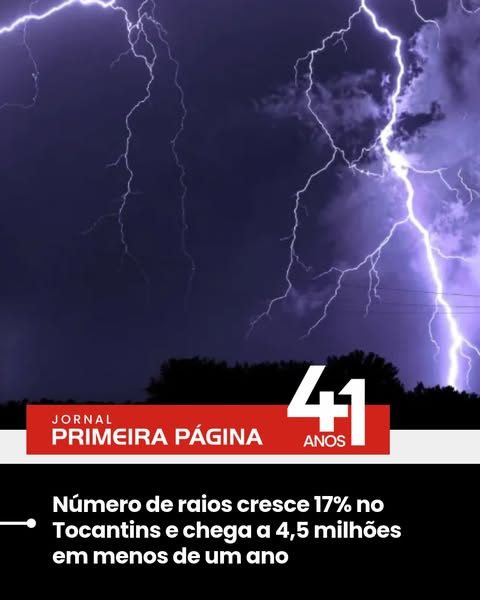 JORNAL
PRIMEIRA PÁGINA
41
ANOS
Número de raios cresce 17% no
Tocantins e chega a 4,5 milhões
em menos de um ano